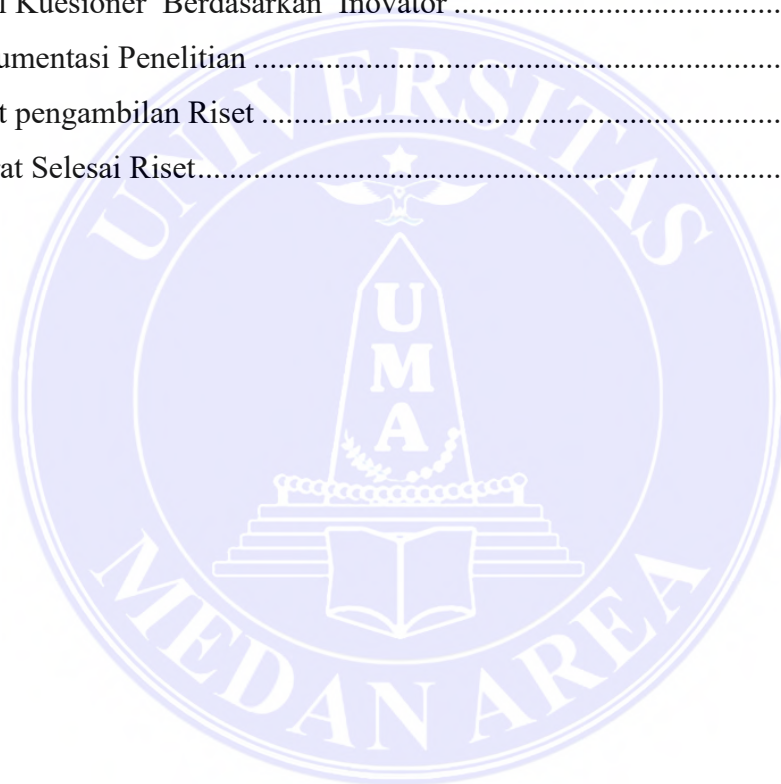 Kuesioner Berdasarkan Inovator ........................................
umentasi Penelitian ................................................................
t pengambilan Riset ...............................................................
at Selesai Riset.......................................................................
UNIVERSITAS
U
M
A
MEDAN AREA